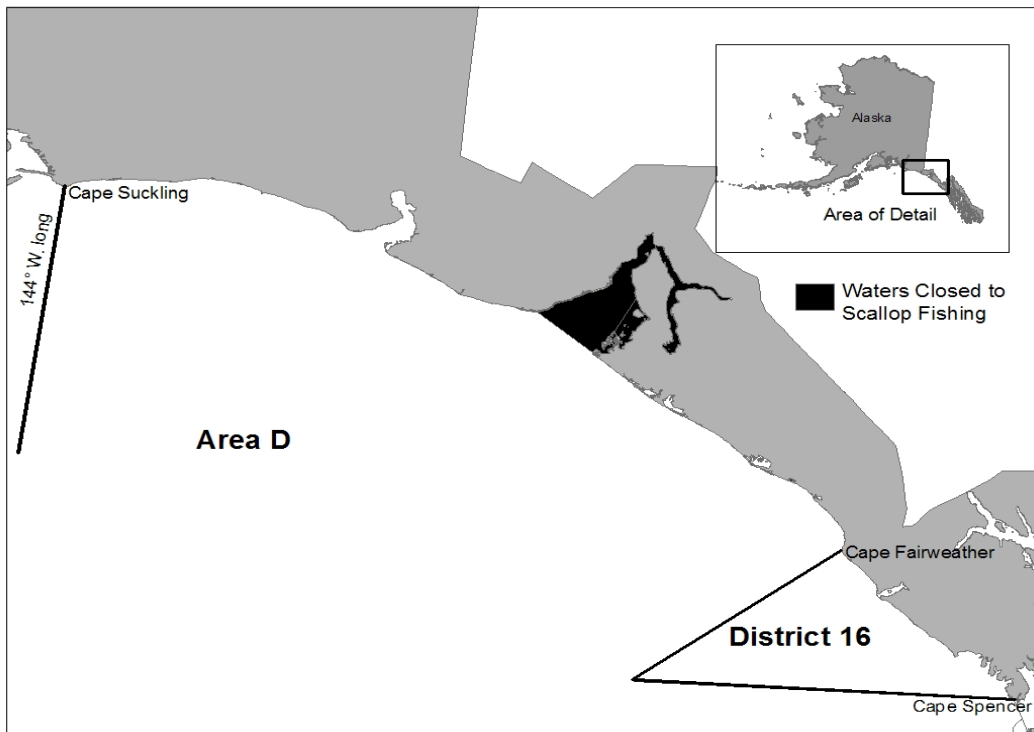 Alaska
Area of Detail
Cape Suckling
144° W. long
Waters Closed to
Scallop Fishing
Area D
Cape Fairweather
District 16
Cape Spencer